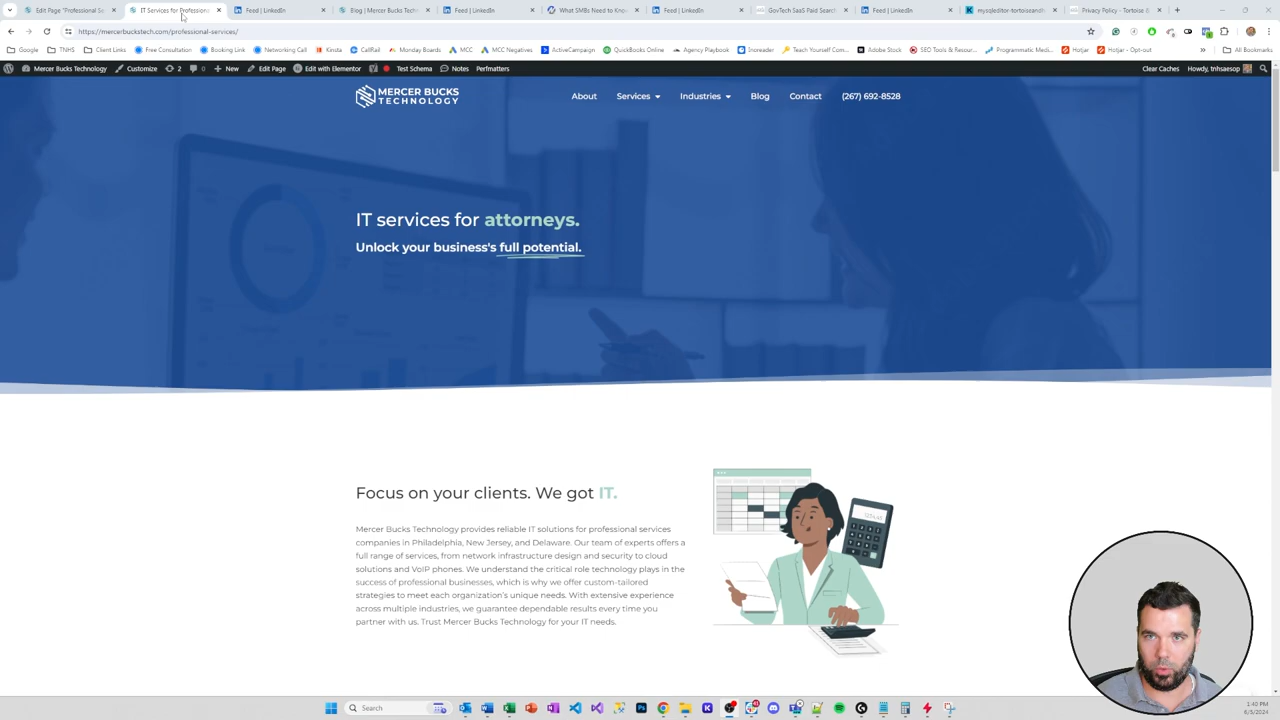 Edit Page "Professional Se
IT Services for Professiona
Feed | LinkedIn
Blog | Mercer Bucks Techn
Feed | LinkedIn
What SMBs Need to Know
Feed | LinkedIn
GovTech SaaS Paid Search
Feed | LinkedIn
mysqleditor-tortoiseandh
Privacy Policy - Tortoise &
https://mercerbuckstech.com/professional-services/
Google
TNHS
Client Links
Free Consultation
Booking Link
Networking Call
Kinsta
CallRail
Monday Boards
MCC
MCC Negatives
ActiveCampaign
QuickBooks Online
Agency Playbook
Inoreader
Teach Yourself Com...
Adobe Stock
SEO Tools & Resour...
Programmatic Medi...
Hotjar
Hotjar - Opt-out
All Bookmarks
Mercer Bucks Technology
Customize
2
0
New
Edit Page
Edit with Elementor
Test Schema
Notes
Perfmatters
Clear Caches
Howdy, tnhsaesop
MERCER BUCKS
TECHNOLOGY
About
Services
Industries
Blog
Contact
(267) 692-8528
IT services for attorneys.
Unlock your business's full potential.
Focus on your clients. We got IT.
Mercer Bucks Technology provides reliable IT solutions for professional services
companies in Philadelphia, New Jersey, and Delaware. Our team of experts offers a
full range of services, from network infrastructure design and security to cloud
solutions and VoIP phones. We understand the critical role technology plays in the
success of professional businesses, which is why we offer custom-tailored
strategies to meet each organization's unique needs. With extensive experience
across multiple industries, we guarantee dependable results every time you
partner with us. Trust Mercer Bucks Technology for your IT needs.
Search
1:40 PM
6/5/2024